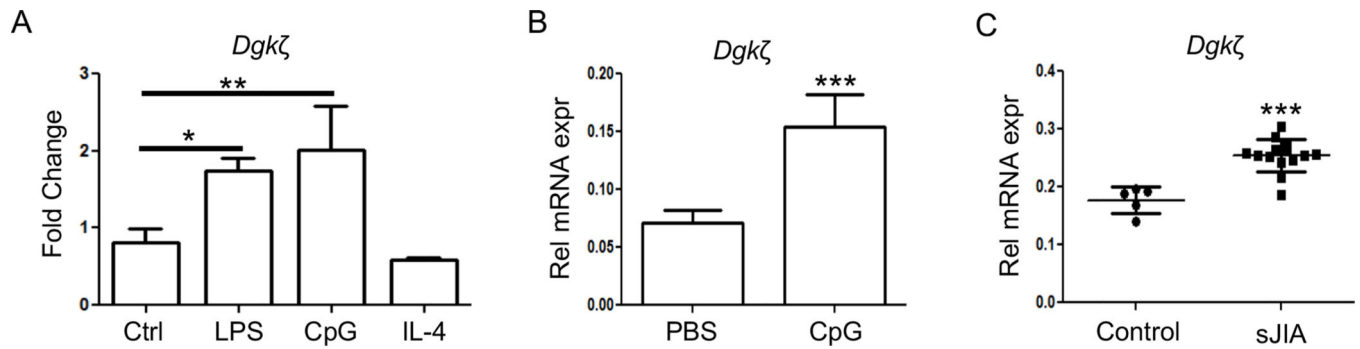 A
Dgkζ
Fold Change
3
2
1
0
**
*
Ctrl LPS CpG IL-4
B
Dgkζ
Rel mRNA expr
0.20
0.15
0.10
0.05
0.00
***
PBS CpG
C
Dgkζ
Rel mRNA expr
0.4
0.3
0.2
0.1
0.0
***
Control sJIA